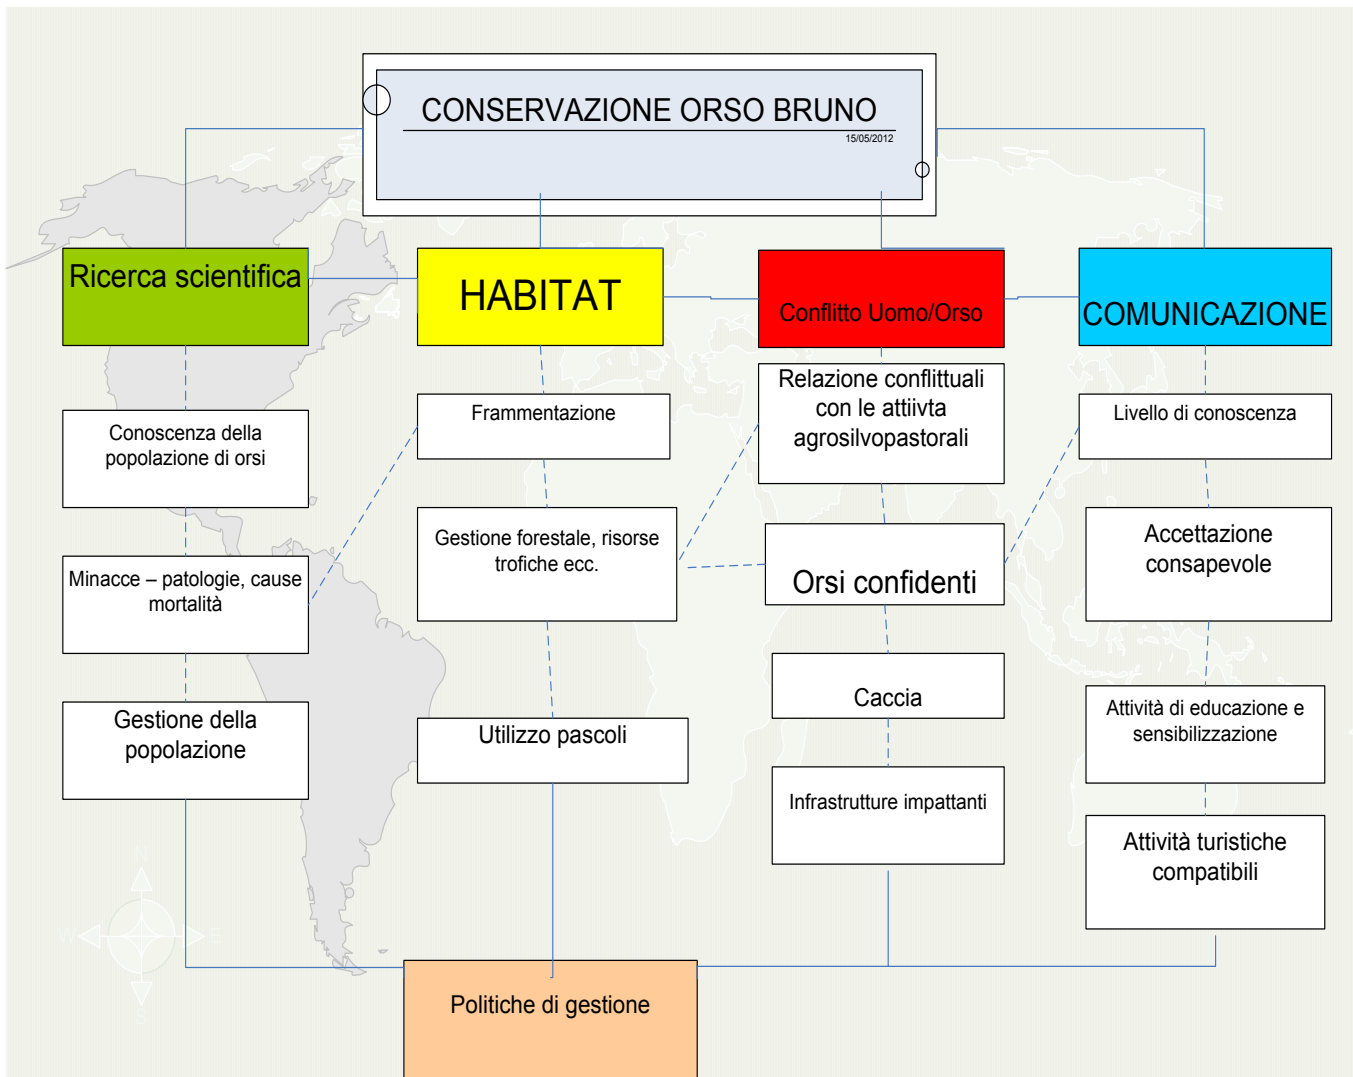 CONSERVAZIONE ORSO BRUNO
15/05/2012
Ricerca scientifica
HABITAT
Conflitto Uomo/Orso
COMUNICAZIONE
Conoscenza della
popolazione di orsi
Minacce – patologie, cause
mortalità
Gestione della
popolazione
Frammentazione
Gestione forestale, risorse
trofiche ecc.
Utilizzo pascoli
Relazione conflittuali
con le attiivta
agrosilvopastorali
Orsi confidenti
Caccia
Infrastrutture impattanti
Livello di conoscenza
Accettazione
consapevole
Attività di educazione e
sensibilizzazione
Attività turistiche
compatibili
N
W
E
S
Politiche di gestione